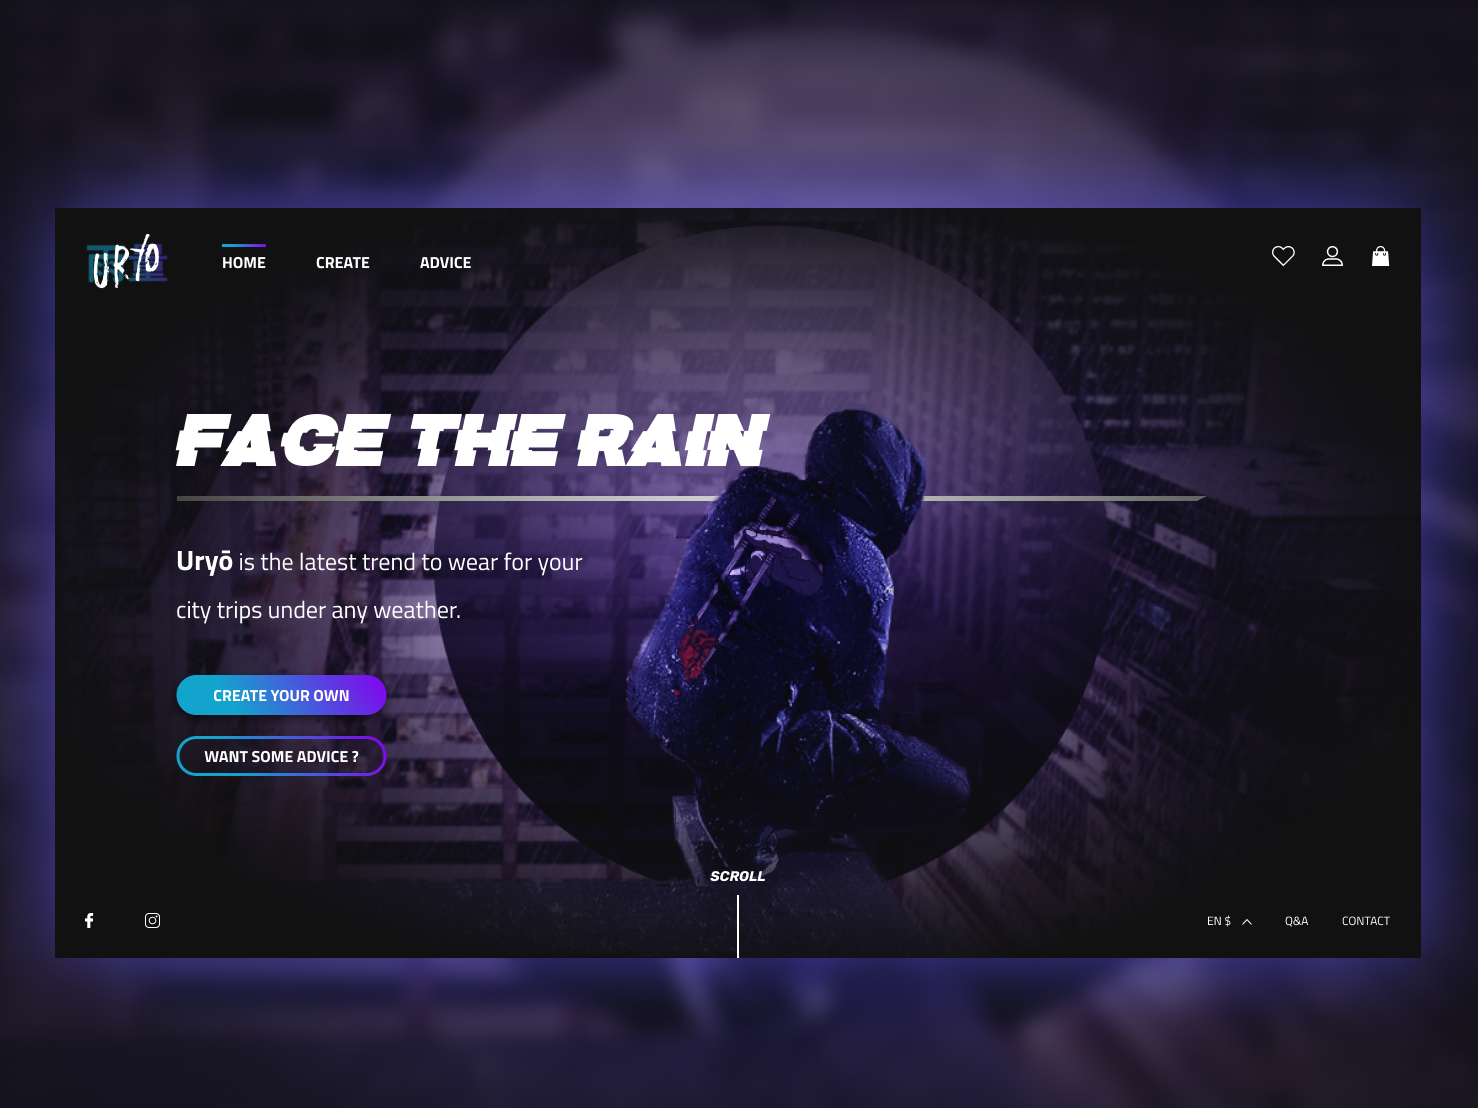 URYO
HOME
CREATE
ADVICE
FACE THE RAIN
Uryō is the latest trend to wear for your
city trips under any weather.
CREATE YOUR OWN
WANT SOME ADVICE ?
SCROLL
EN $
Q&A
CONTACT